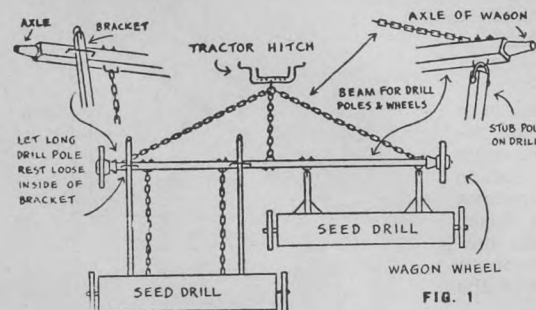 AXLE
BRACKET
TRACTOR HITCH
AXLE OF WAGON
BEAM FOR DRILL
POLES & WHEELS
STUB POLE
ON DRILL
LET LONG
DRILL POLE
REST LOOSE
INSIDE OF
BRACKET
SEED DRILL
WAGON WHEEL
SEED DRILL
FIG. 1